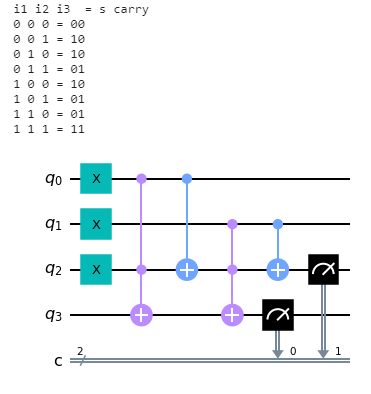 i1 i2 i3  = s carry
0 0 0 = 00
0 0 1 = 10
0 1 0 = 10
0 1 1 = 01
1 0 0 = 10
1 0 1 = 01
1 1 0 = 01
1 1 1 = 11
q0 X
q1 X
q2 X
q3
c 2 0 1